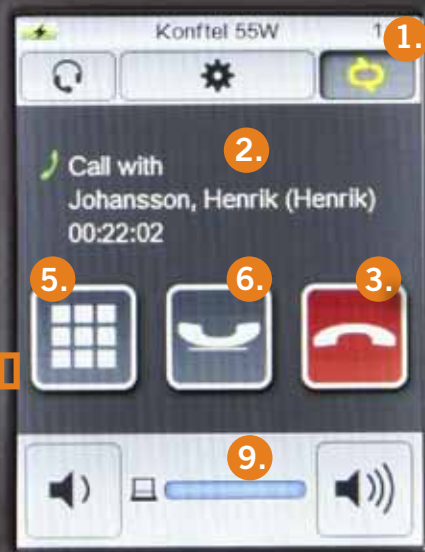 Konftel 55W
1.
2.
Call with
Johansson, Henrik (Henrik)
00:22:02
5.
6.
3.
9.